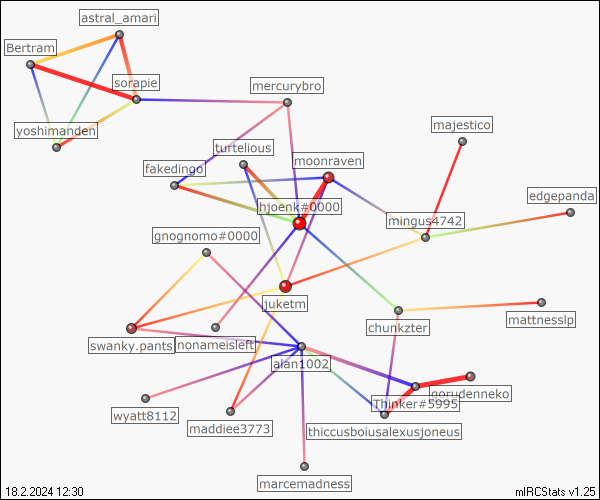 astral_amari
Bertram
sorapie
mercurybro
yoshimanden
majestico
turtelious
moonraven
fakedingo
edgepanda
hjoenk#0000
mingus4742
gnognomo#0000
juketm
mattnesslp
chunkzter
swanky.pants
nonameisleft
alan1002
gorudenneko
Thinker#5995
wyatt8112
maddiee3773
thiccusboiusalexusjoneus
marcemadness
18.2.2024 12:30
mIRCStats v1.25